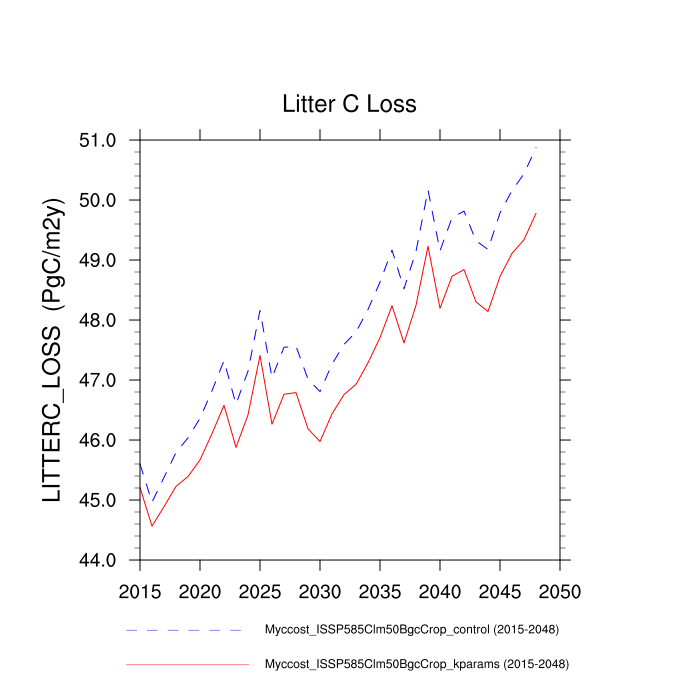 Litter C Loss
LITTERC_LOSS (PgC/m2y)
51.0
50.0
49.0
48.0
47.0
46.0
45.0
44.0
2015 2020 2025 2030 2035 2040 2045 2050
Myccost_ISSP585Clm50BgcCrop_control (2015-2048)
Myccost_ISSP585Clm50BgcCrop_kparams (2015-2048)